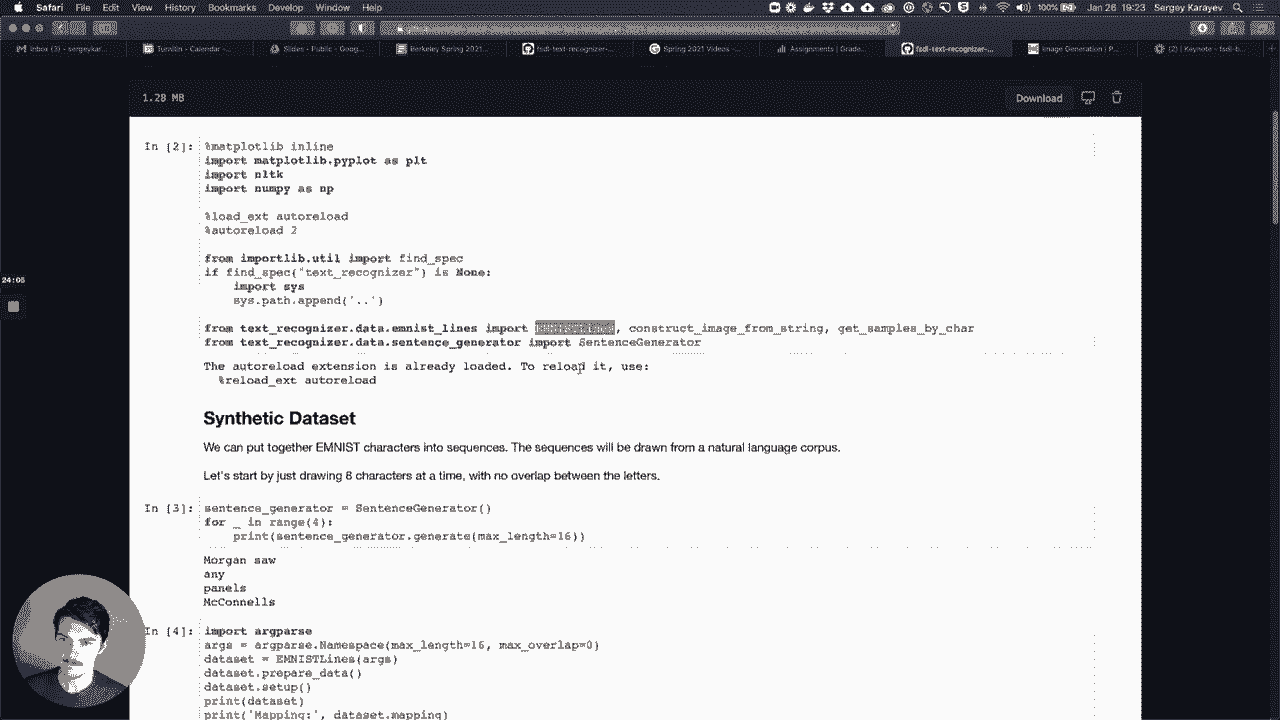 Safari File Edit View History Bookmarks Develop Window Help
100% Jan 26 19:23 Sergey Karayev
Inbox (3) – sergeykar...
Turnitin – Calendar –...
Slides – Public – Goog...
Berkeley Spring 2021...
fsdl-text-recognizer-...
Spring 2021 Videos –...
Assignments | Grade...
fsdl-text-recognizer-...
Image Generation | P...
24:05
1.28 MB
Download
In [2]: %matplotlib inline
import matplotlib.pyplot as plt
import nltk
import numpy as np
%load_ext autoreload
%autoreload 2
from importlib.util import find_spec
if find_spec("text_recognizer") is None:
import sys
sys.path.append('..')
from text_recognizer.data.emnist_lines import , construct_image_from_string, get_samples_by_char
from text_recognizer.data.sentence_generator import SentenceGenerator
The autoreload extension is already loaded. To reload it, use:
%reload_ext autoreload
Synthetic Dataset
We can put together EMNIST characters into sequences. The sequences will be drawn from a natural language corpus.
Let's start by just drawing 8 characters at a time, with no overlap between the letters.
In [3]: sentence_generator = SentenceGenerator()
for _ in range(4):
print(sentence_generator.generate(max_length=16))
Morgan saw
any
panels
McConnells
In [4]: import argparse
args = argparse.Namespace(max_length=16, max_overlap=0)
dataset = EMNISTLines(args)
dataset.prepare_data()
dataset.setup()
print(dataset)
print('Mapping:', dataset.mapping)